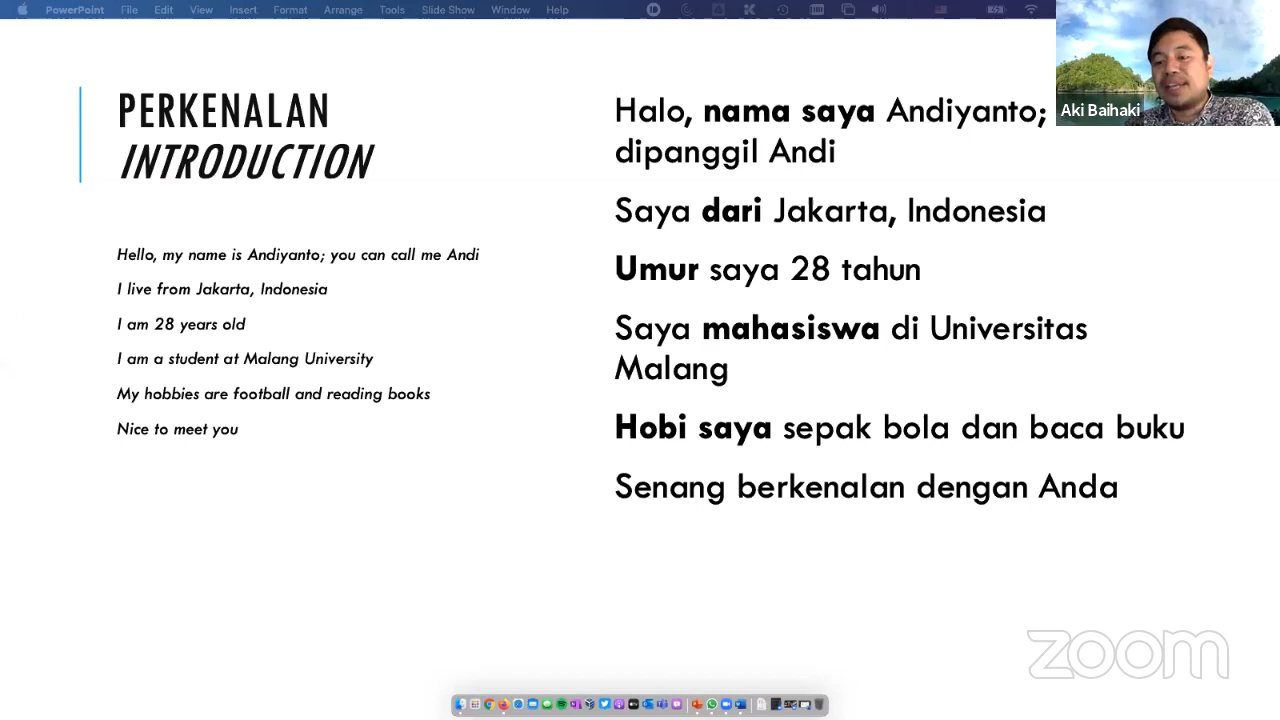 PowerPoint File Edit View Insert Format Arrange Tools Slide Show Window Help
Aki Baihaki
PERKENALAN
INTRODUCTION
Hello, my name is Andiyanto; you can call me Andi
I live from Jakarta, Indonesia
I am 28 years old
I am a student at Malang University
My hobbies are football and reading books
Nice to meet you
Halo, nama saya Andiyanto;
dipanggil Andi
Saya dari Jakarta, Indonesia
Umur saya 28 tahun
Saya mahasiswa di Universitas
Malang
Hobi saya sepak bola dan baca buku
Senang berkenalan dengan Anda
zoom